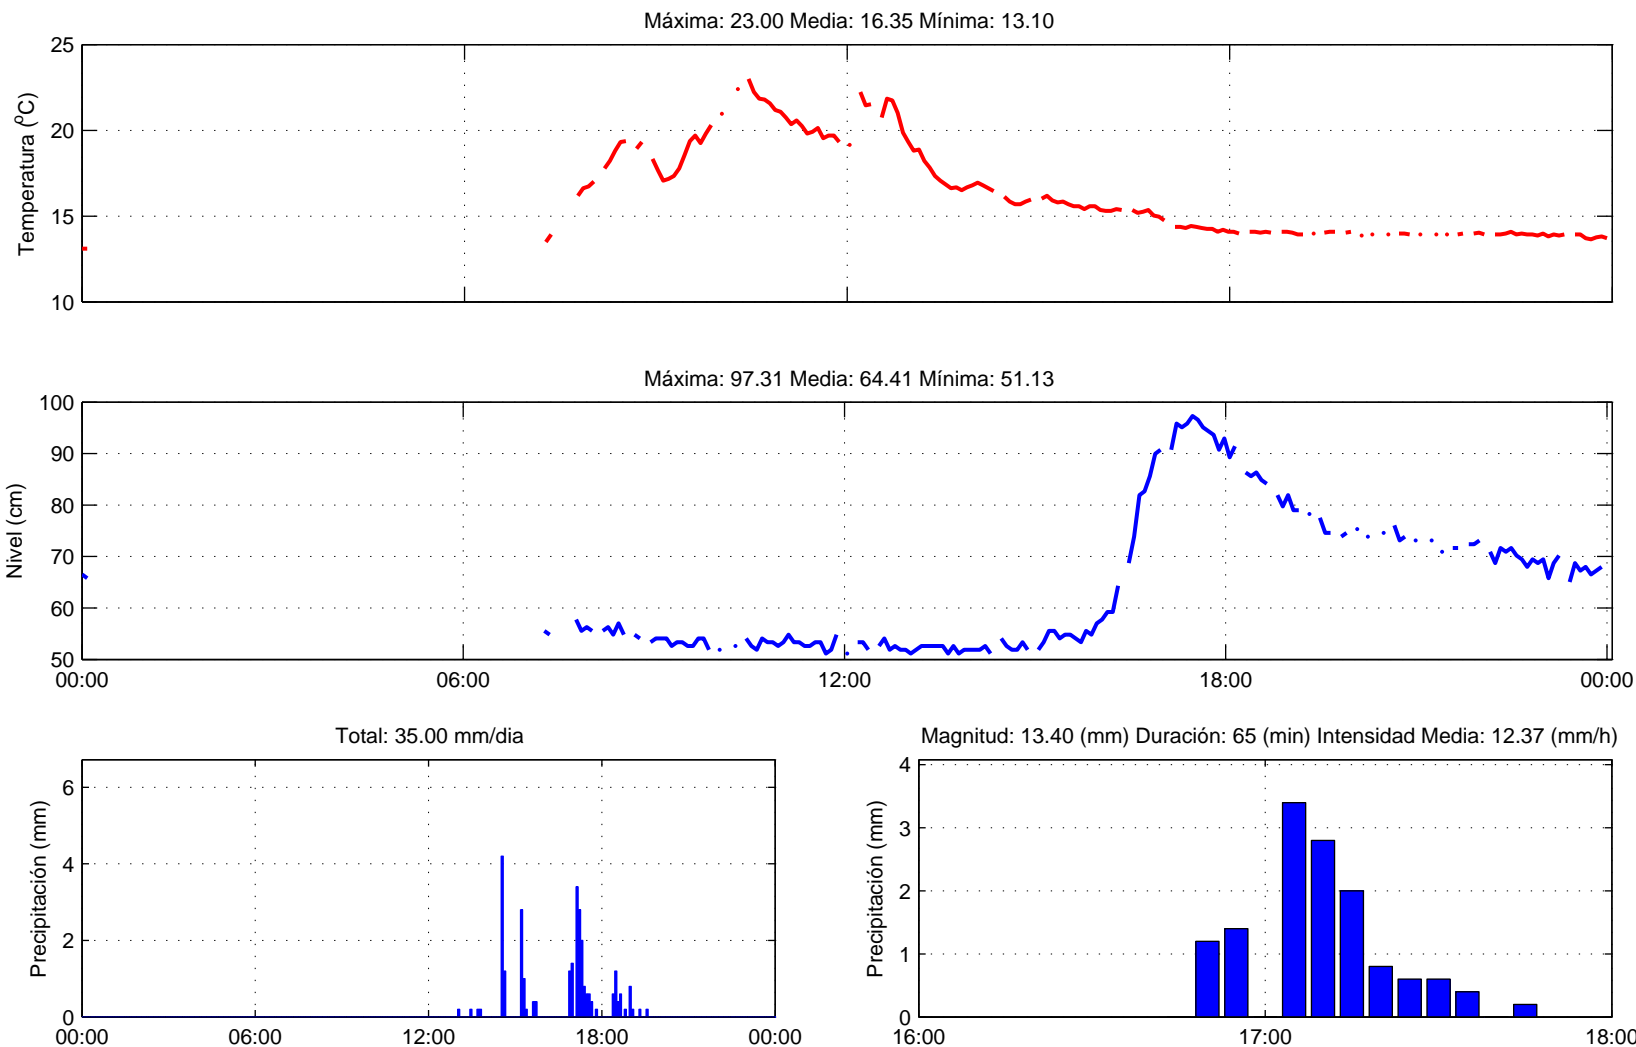 Máxima: 23.00 Media: 16.35 Mínima: 13.10
25
20
15
10
Temperatura (ºC)
Máxima: 97.31 Media: 64.41 Mínima: 51.13
100
90
80
70
60
50
Nivel (cm)
00:00 06:00 12:00 18:00 00:00
Total: 35.00 mm/dia
6
4
2
0
Precipitación (mm)
00:00 06:00 12:00 18:00 00:00
Magnitud: 13.40 (mm) Duración: 65 (min) Intensidad Media: 12.37 (mm/h)
4
3
2
1
0
Precipitación (mm)
16:00 17:00 18:00